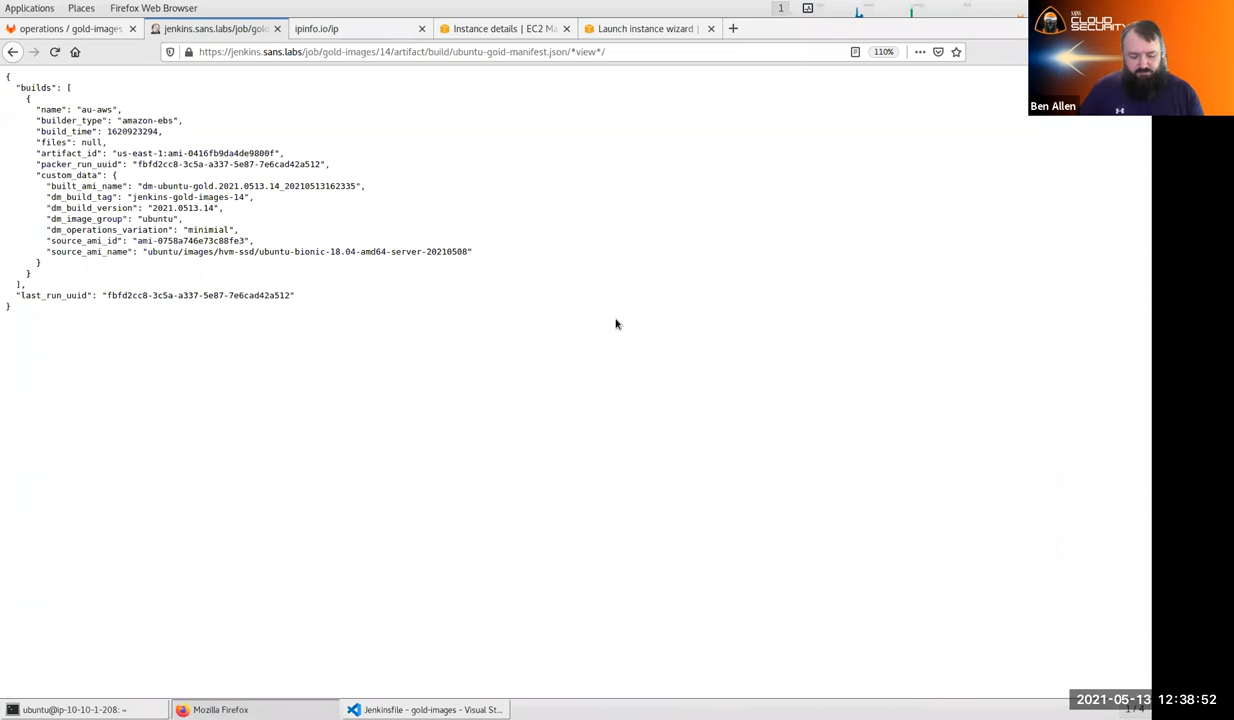 Applications Places Firefox Web Browser 1
operations / gold-images jenkins.sans.labs/job/gold ipinfo.io/ip Instance details | EC2 Ma Launch instance wizard |
https://jenkins.sans.labs/job/gold-images/14/artifact/build/ubuntu-gold-manifest.json/*view*/ 110%
SANS
CLOUD
SECURITY
Ben Allen
{
"builds": [
{
"name": "au-aws",
"builder_type": "amazon-ebs",
"build_time": 1620923294,
"files": null,
"artifact_id": "us-east-1:ami-0416fb9da4de9800f",
"packer_run_uuid": "fbfd2cc8-3c5a-a337-5e87-7e6cad42a512",
"custom_data": {
"built_ami_name": "dm-ubuntu-gold.2021.0513.14_20210513162335",
"dm_build_tag": "jenkins-gold-images-14",
"dm_build_version": "2021.0513.14",
"dm_image_group": "ubuntu",
"dm_operations_variation": "minimial",
"source_ami_id": "ami-0758a746e73c88fe3",
"source_ami_name": "ubuntu/images/hvm-ssd/ubuntu-bionic-18.04-amd64-server-20210508"
}
}
],
"last_run_uuid": "fbfd2cc8-3c5a-a337-5e87-7e6cad42a512"
}
2021-05-13 12:38:52
ubuntu@ip-10-10-1-208: ~ Mozilla Firefox Jenkinsfile - gold-images - Visual St...